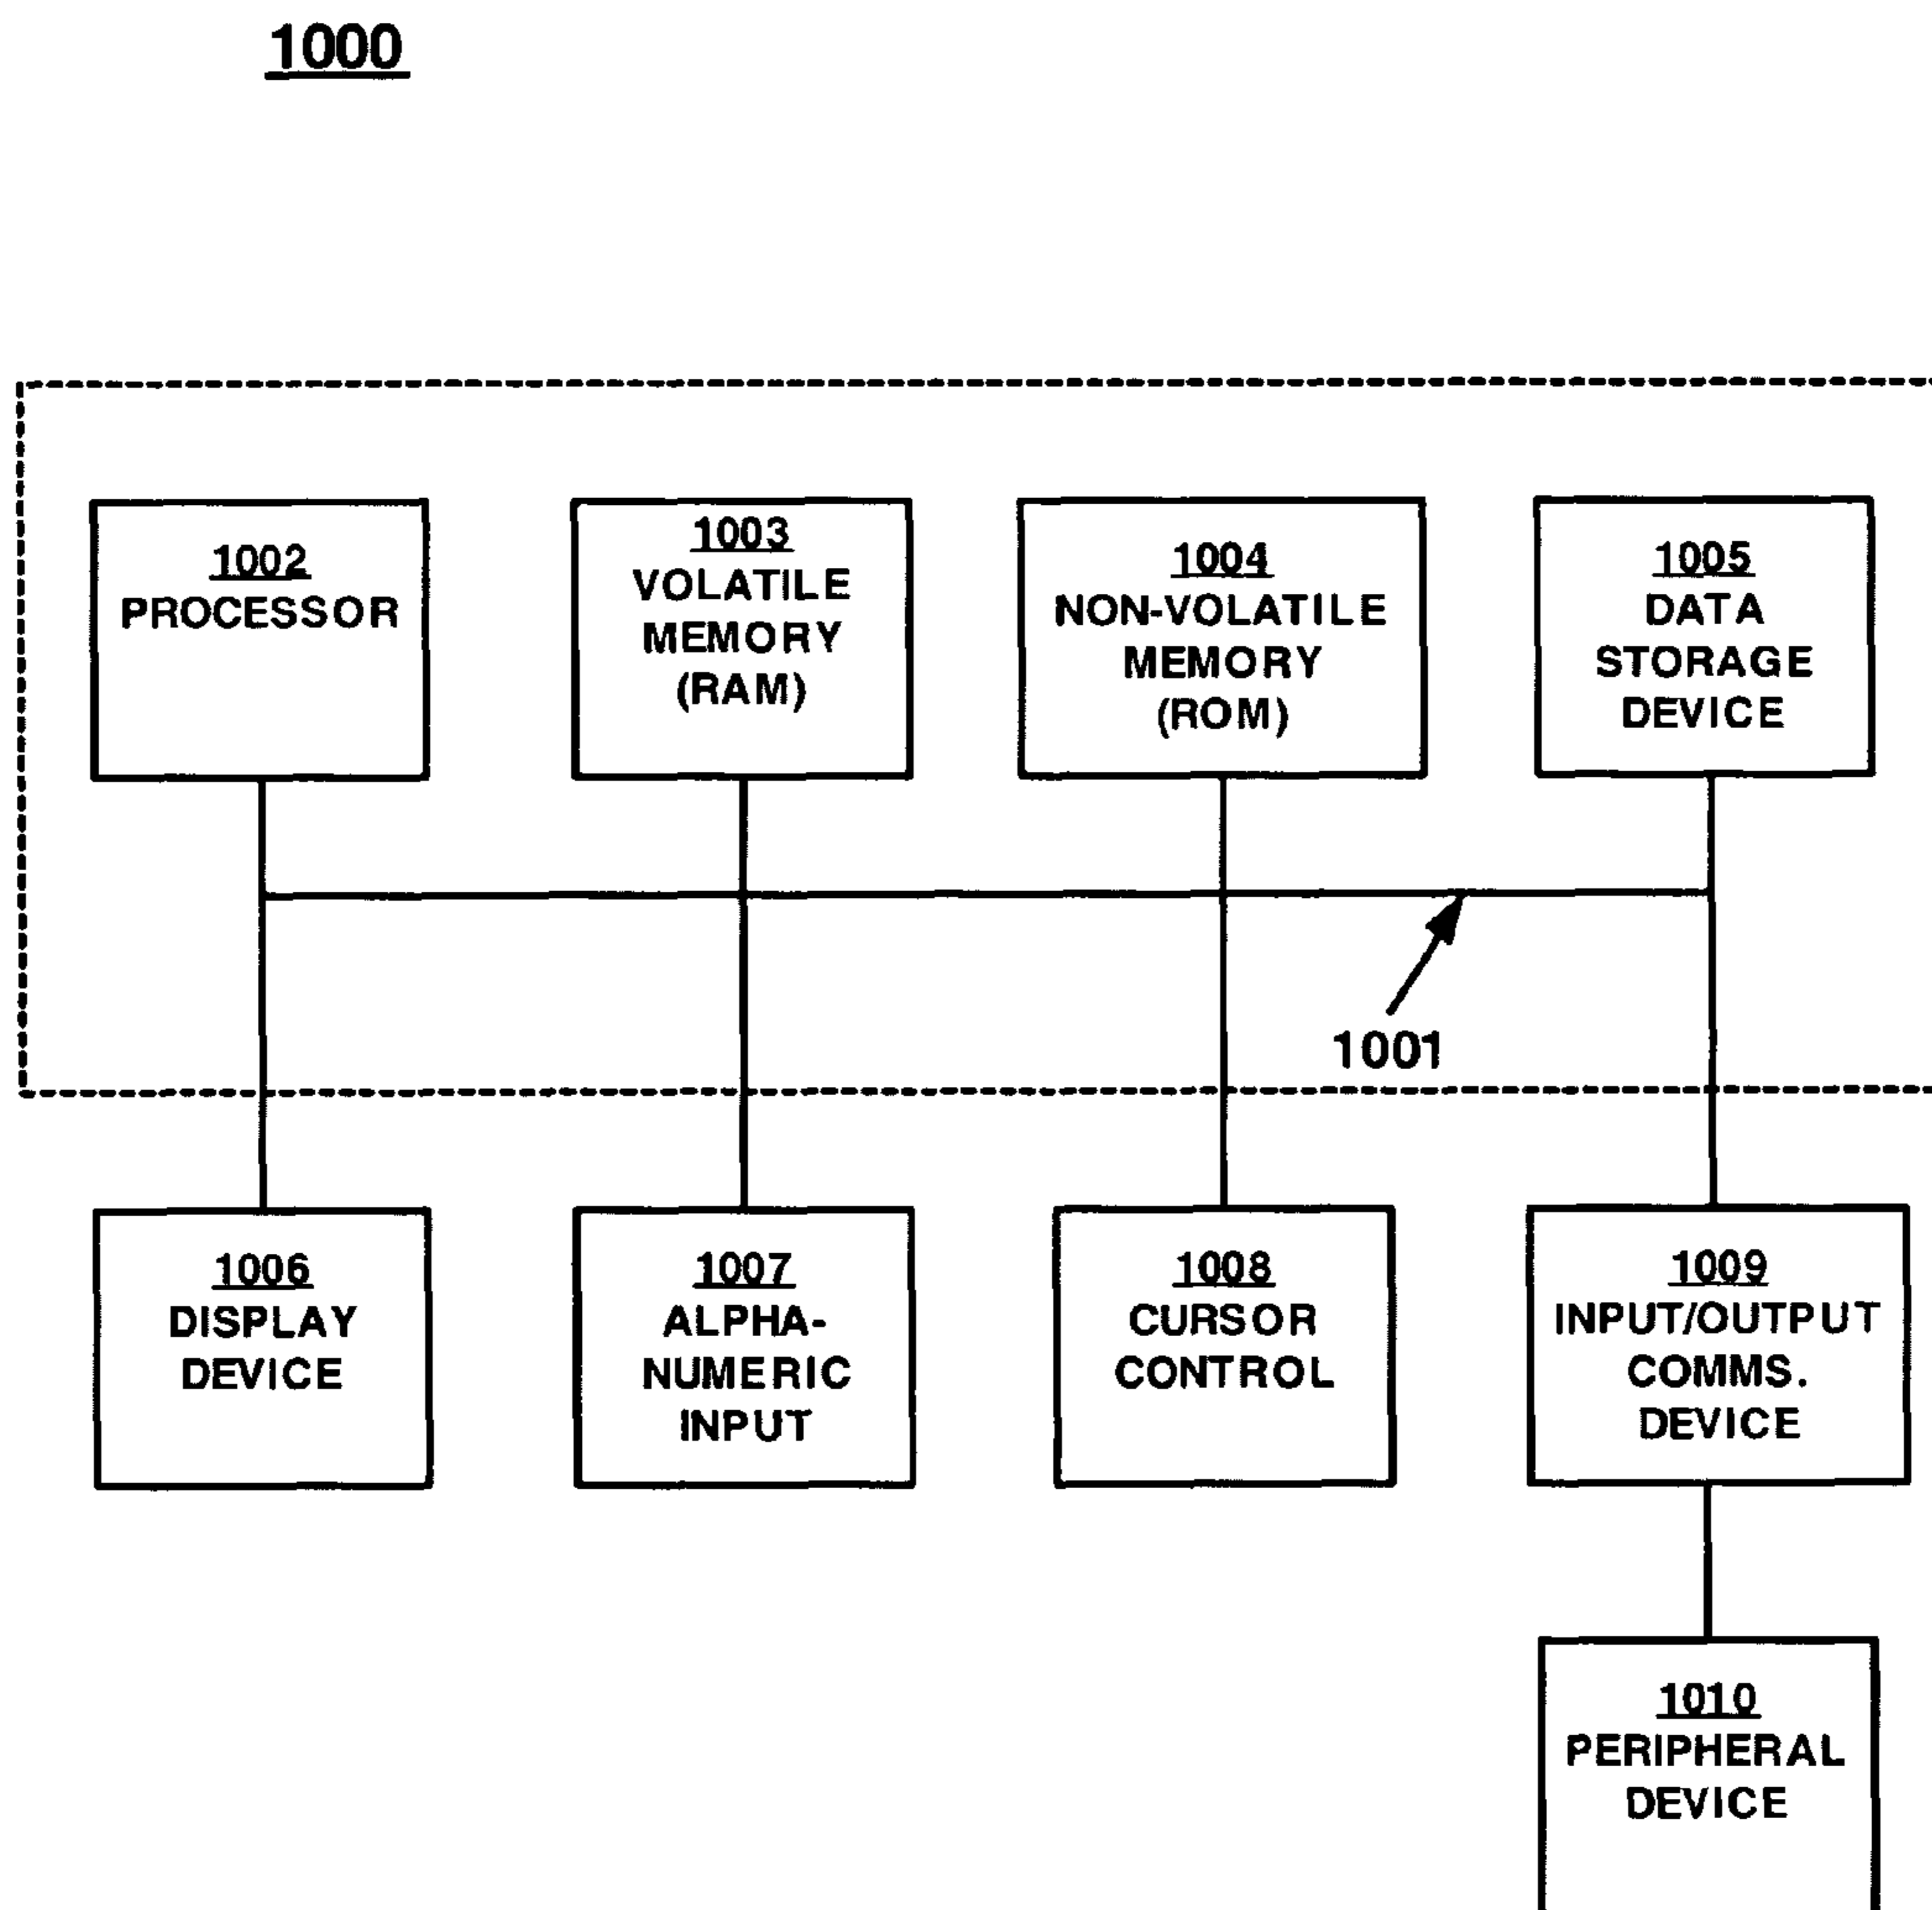 1000
1002
PROCESSOR
1003
VOLATILE
MEMORY
(RAM)
1004
NON-VOLATILE
MEMORY
(ROM)
1005
DATA
STORAGE
DEVICE
1001
1006
DISPLAY
DEVICE
1007
ALPHA-
NUMERIC
INPUT
1008
CURSOR
CONTROL
1009
INPUT/OUTPUT
COMMS.
DEVICE
1010
PERIPHERAL
DEVICE